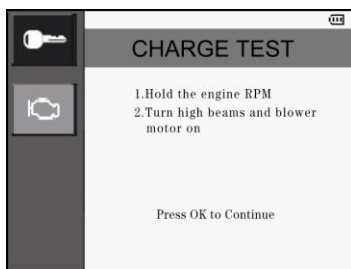 CHARGE TEST
1.Hold the engine RPM
2.Turn high beams and blower
motor on
Press OK to Continue